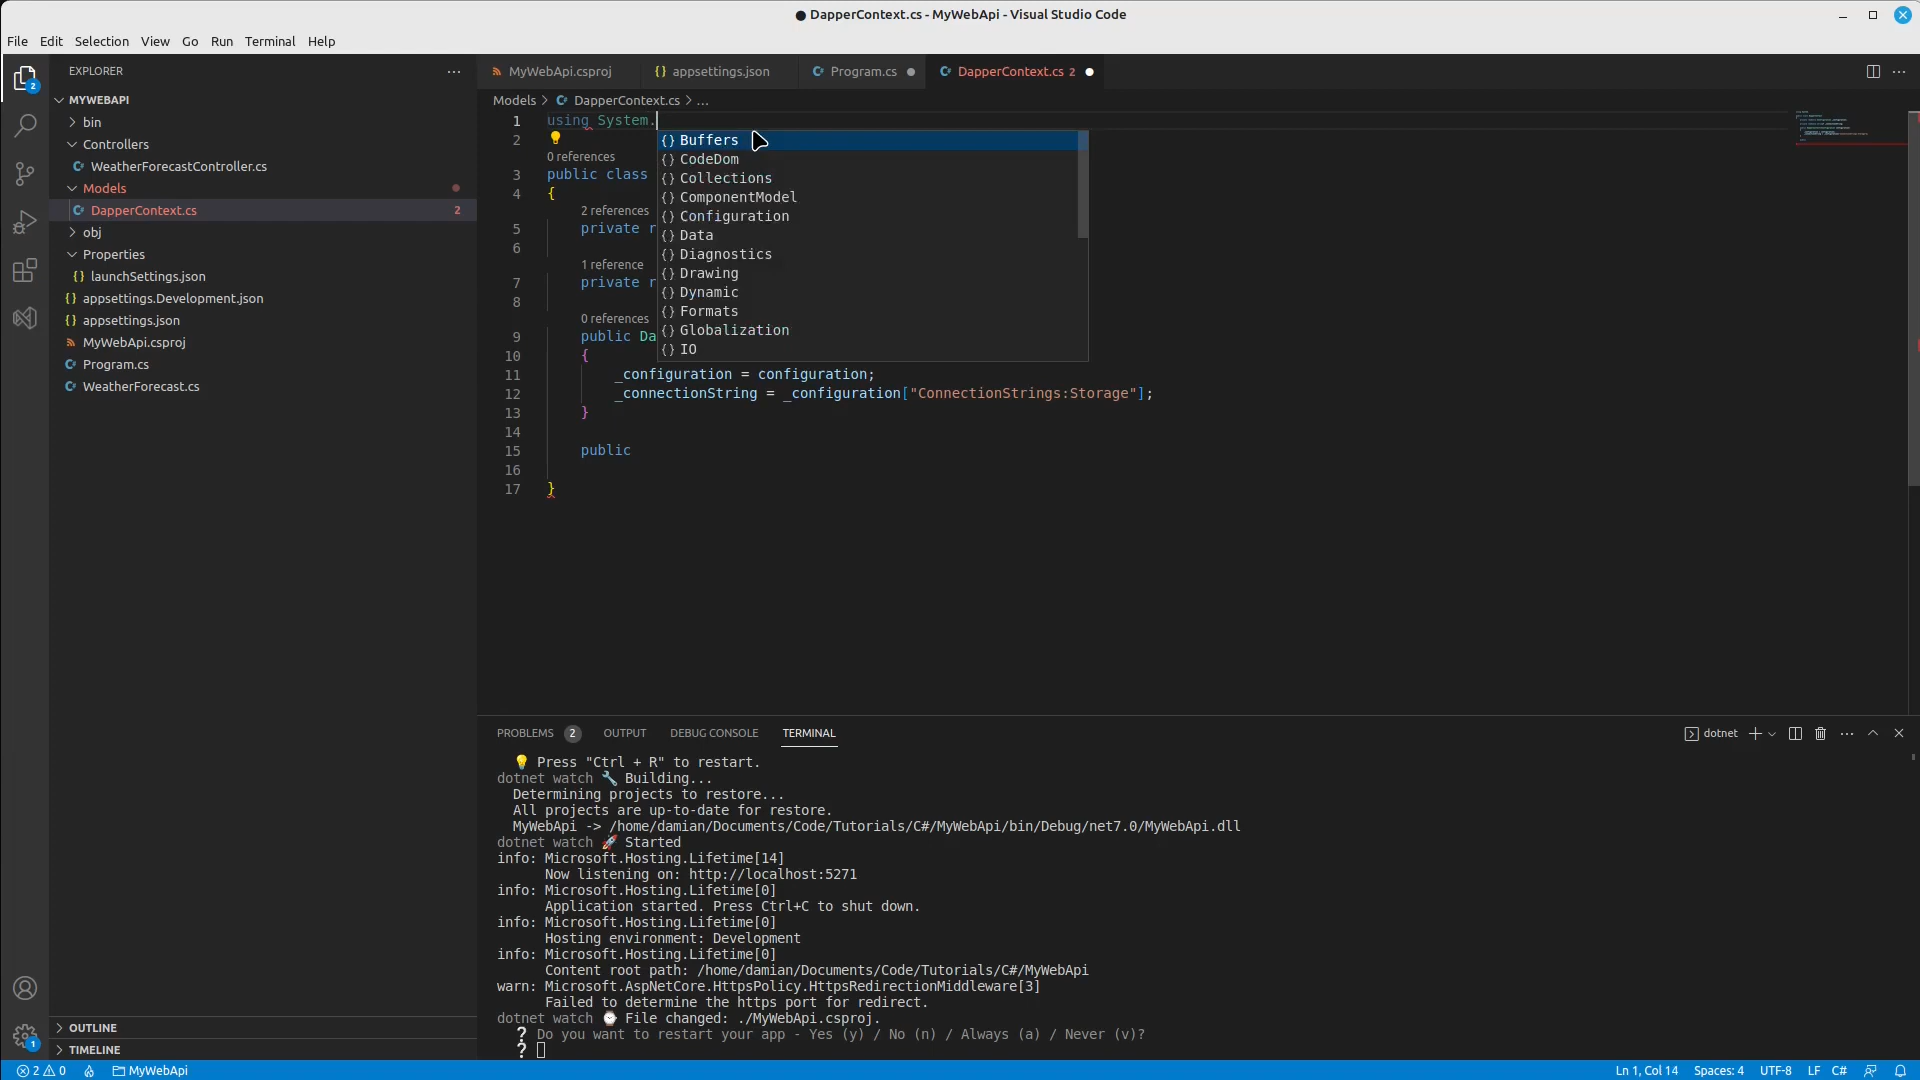 ● DapperContext.cs - MyWebApi - Visual Studio Code
File Edit Selection View Go Run Terminal Help
2
EXPLORER
MYWEBAPI
bin
Controllers
WeatherForecastController.cs
Models
DapperContext.cs 2
obj
Properties
launchSettings.json
appsettings.Development.json
appsettings.json
MyWebApi.csproj
Program.cs
WeatherForecast.cs
OUTLINE
TIMELINE
1
MyWebApi.csproj appsettings.json Program.cs DapperContext.cs 2
Models > DapperContext.cs > ...
1 using System.
2
0 references
3 public class
4 {
2 references
5 private r
6
1 reference
7 private r
8
0 references
9 public Da
10 {
11 _configuration = configuration;
12 _connectionString = _configuration["ConnectionStrings:Storage"];
13 }
14
15 public
16
17 }
{} Buffers
{} CodeDom
{} Collections
{} ComponentModel
{} Configuration
{} Data
{} Diagnostics
{} Drawing
{} Dynamic
{} Formats
{} Globalization
{} IO
PROBLEMS 2 OUTPUT DEBUG CONSOLE TERMINAL
dotnet
💡 Press "Ctrl + R" to restart.
dotnet watch 🔧 Building...
Determining projects to restore...
All projects are up-to-date for restore.
MyWebApi -> /home/damian/Documents/Code/Tutorials/C#/MyWebApi/bin/Debug/net7.0/MyWebApi.dll
dotnet watch 🚀 Started
info: Microsoft.Hosting.Lifetime[14]
Now listening on: http://localhost:5271
info: Microsoft.Hosting.Lifetime[0]
Application started. Press Ctrl+C to shut down.
info: Microsoft.Hosting.Lifetime[0]
Hosting environment: Development
info: Microsoft.Hosting.Lifetime[0]
Content root path: /home/damian/Documents/Code/Tutorials/C#/MyWebApi
warn: Microsoft.AspNetCore.HttpsPolicy.HttpsRedirectionMiddleware[3]
Failed to determine the https port for redirect.
dotnet watch ⌚ File changed: ./MyWebApi.csproj.
❔ Do you want to restart your app - Yes (y) / No (n) / Always (a) / Never (v)?
❔
2 0 MyWebApi
Ln 1, Col 14 Spaces: 4 UTF-8 LF C#